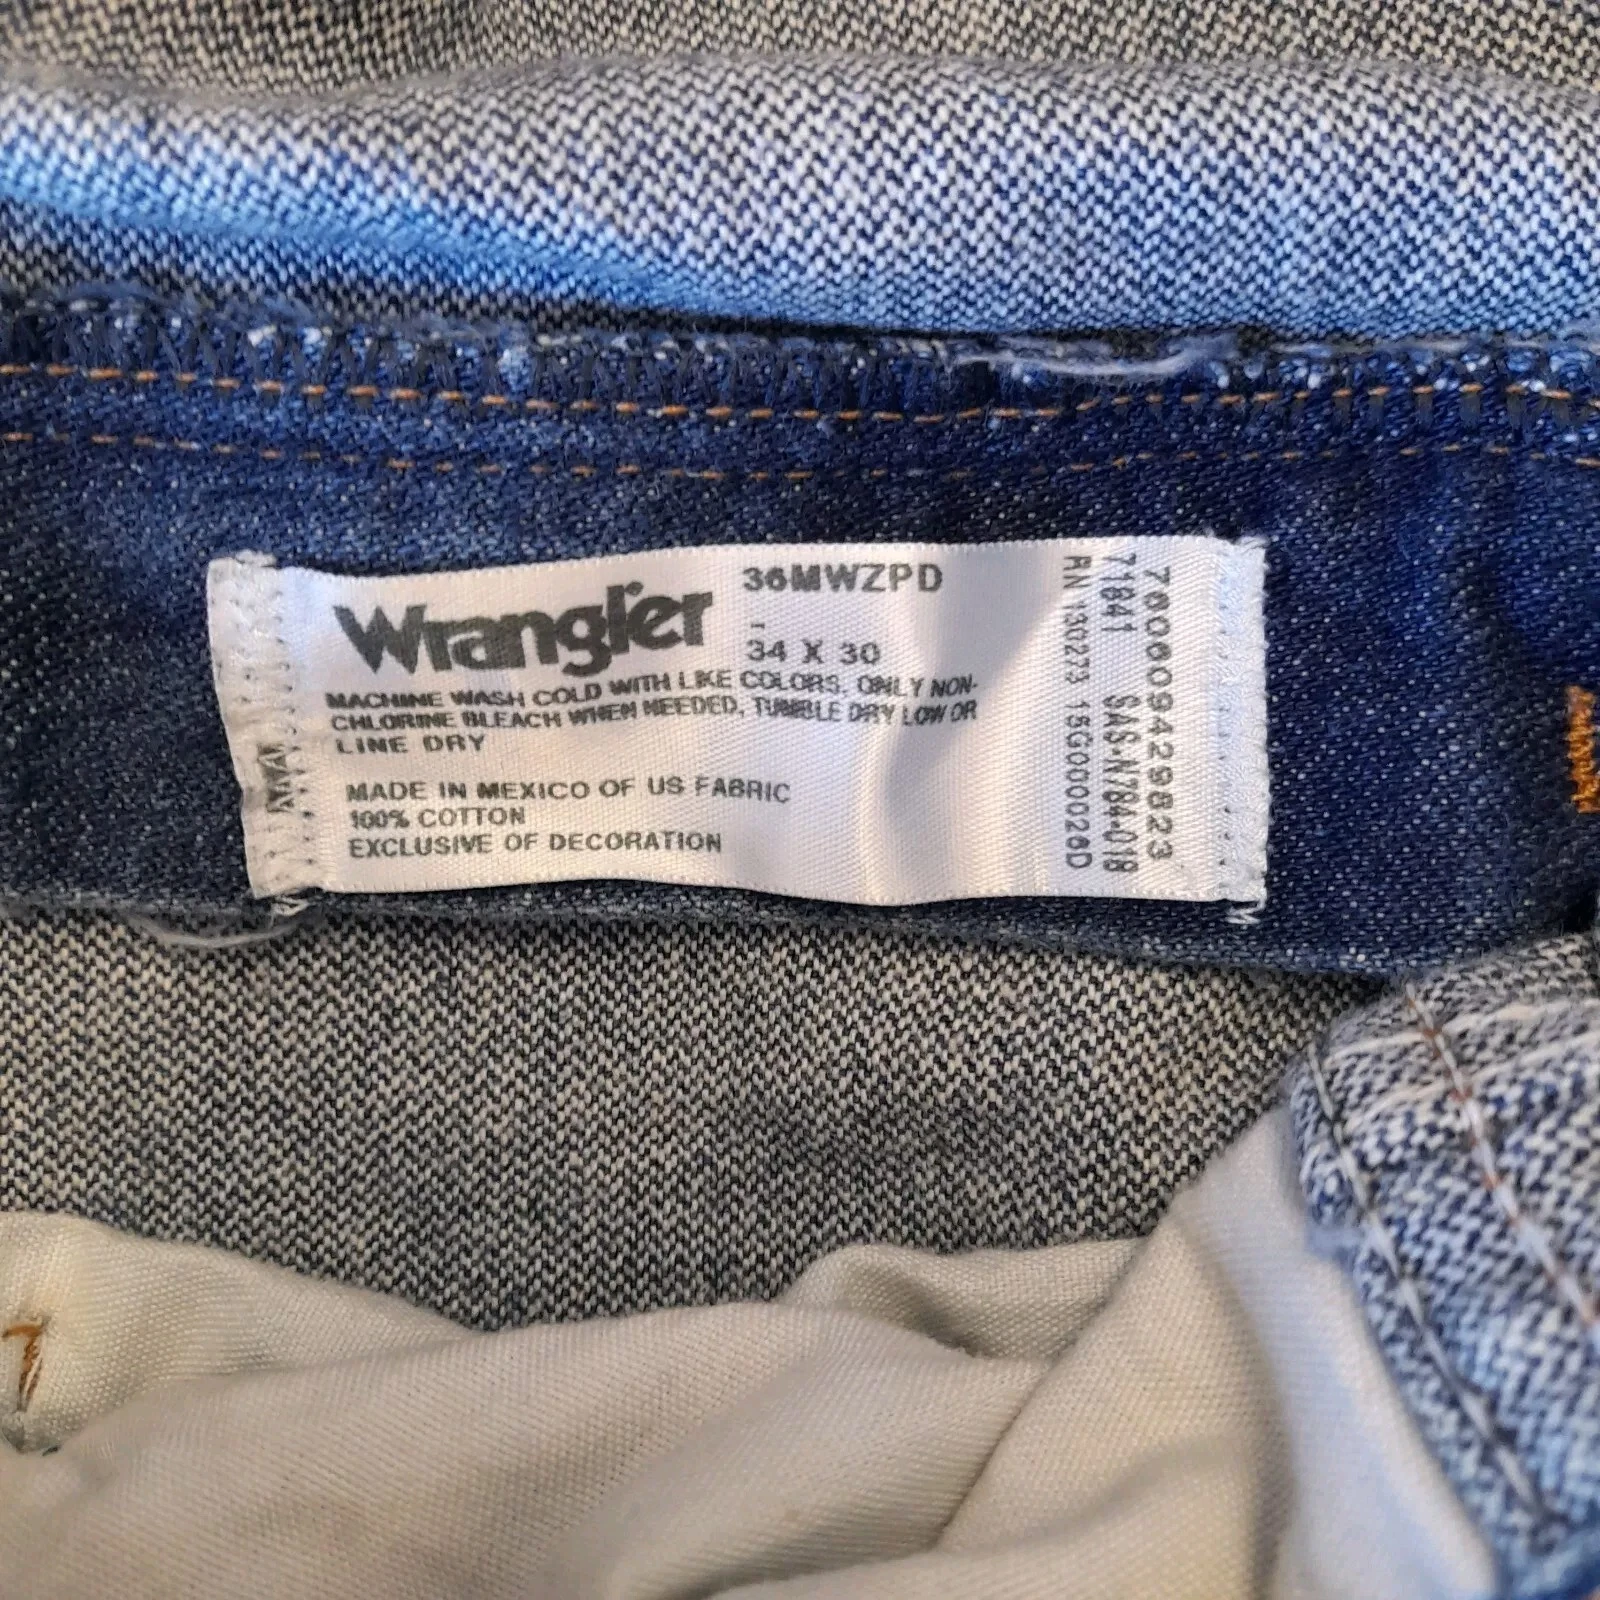 Wrangler
36MWZPD
-
34 X 30
MACHINE WASH COLD WITH LIKE COLORS. ONLY NON-
CHLORINE BLEACH WHEN NEEDED, TUMBLE DRY LOW OR
LINE DRY
MADE IN MEXICO OF US FABRIC
100% COTTON
EXCLUSIVE OF DECORATION
7606009429823
71841 SAS-N784-018
RN 130273 15G000026D